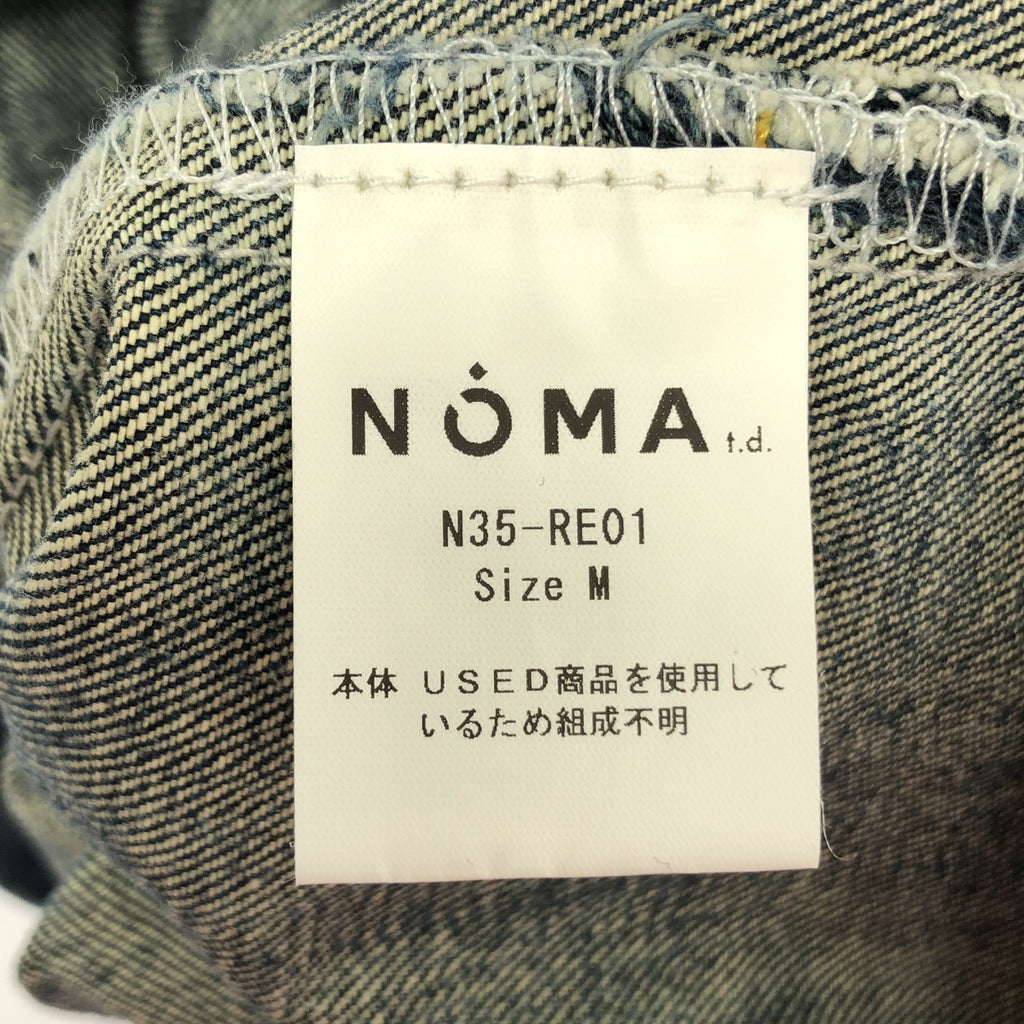 NOMA t.d.
N35-RE01
Size M
本体 ＵＳＥＤ商品を使用して
いるため組成不明